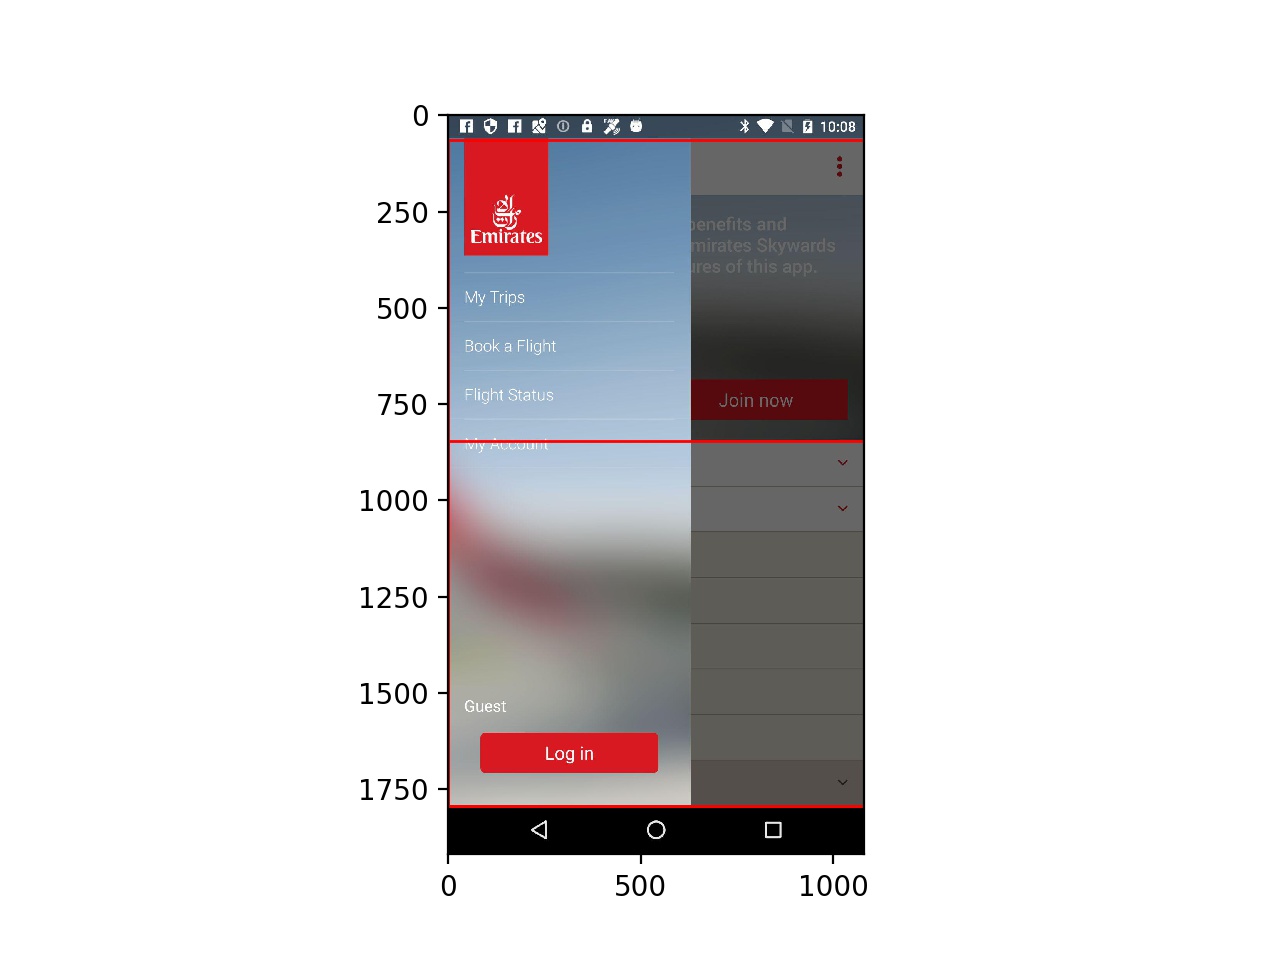 0
250
500
750
1000
1250
1500
1750
0
500
1000
10:08
Emirates
benefits and
mirates Skywards
ures of this app.
My Trips
Book a Flight
Flight Status
Join now
My Account
Guest
Log in